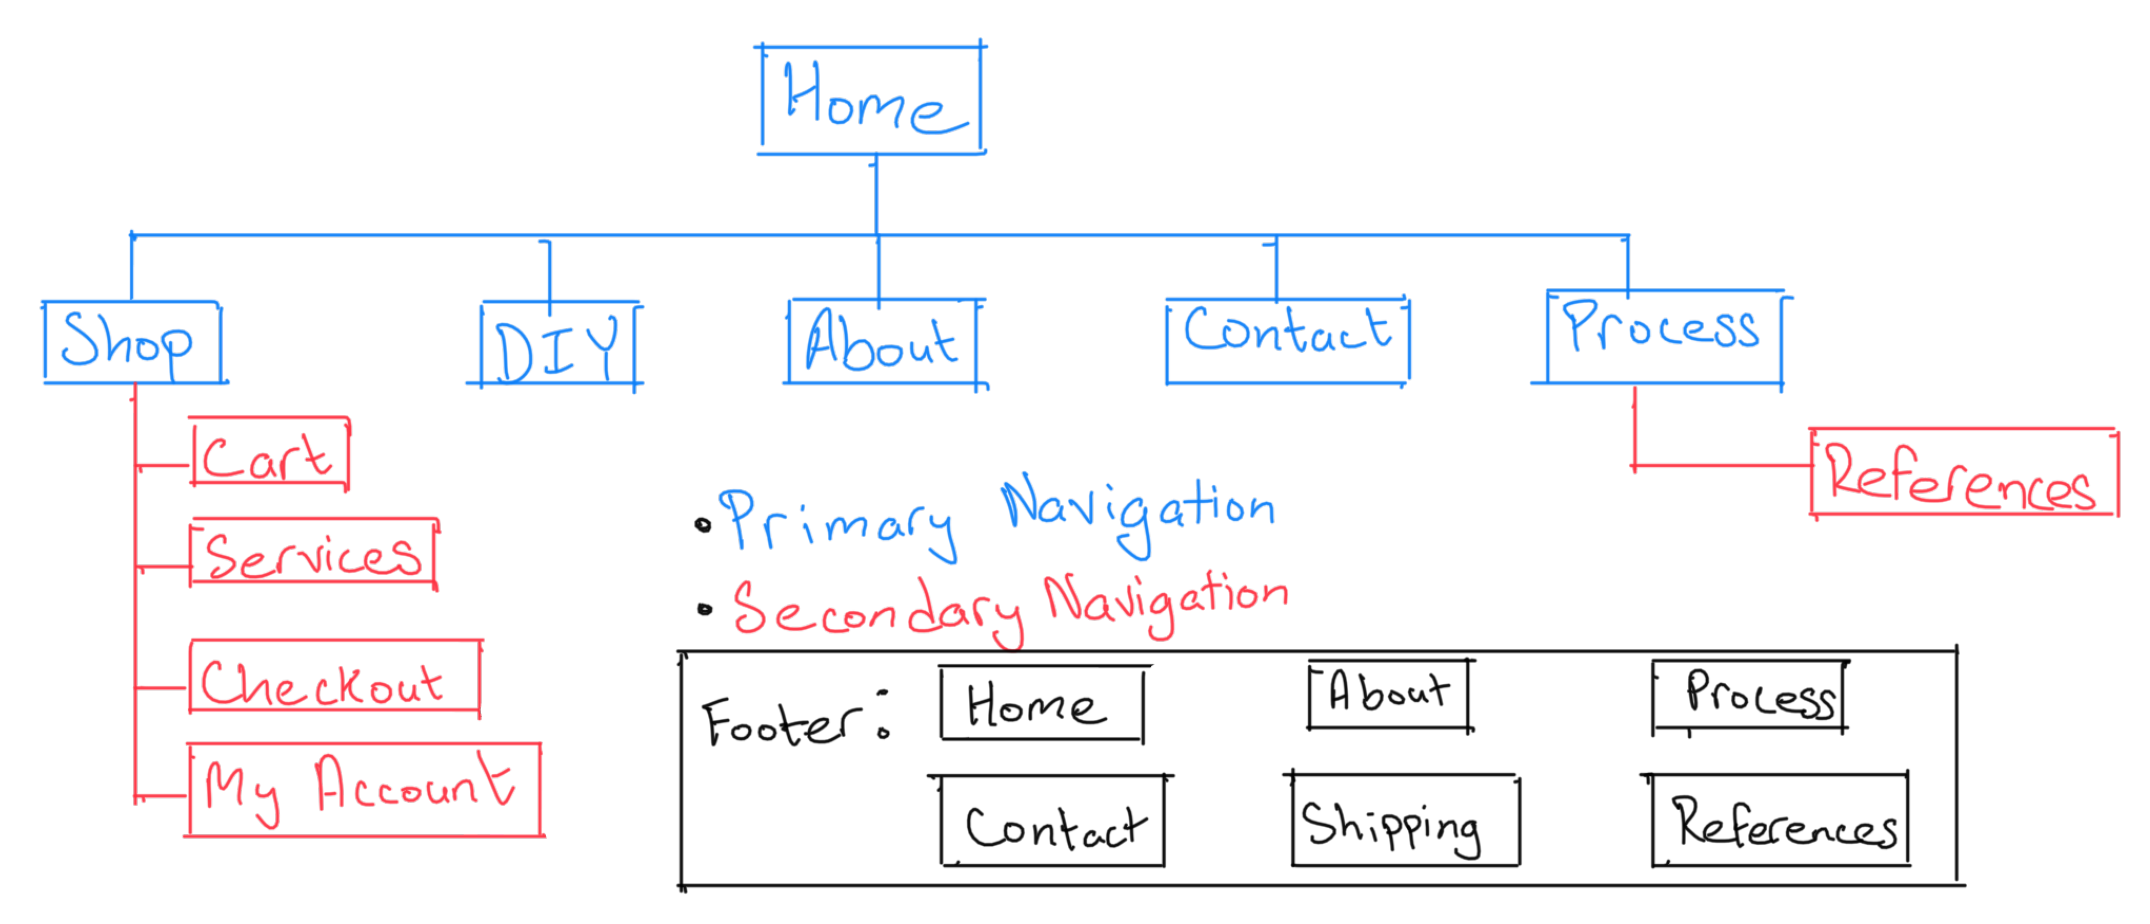 Home
Shop
DIY
About
Contact
Process
Cart
Services
Checkout
My Account
References
• Primary Navigation
• Secondary Navigation
Footer: Home About Process
Contact Shipping References